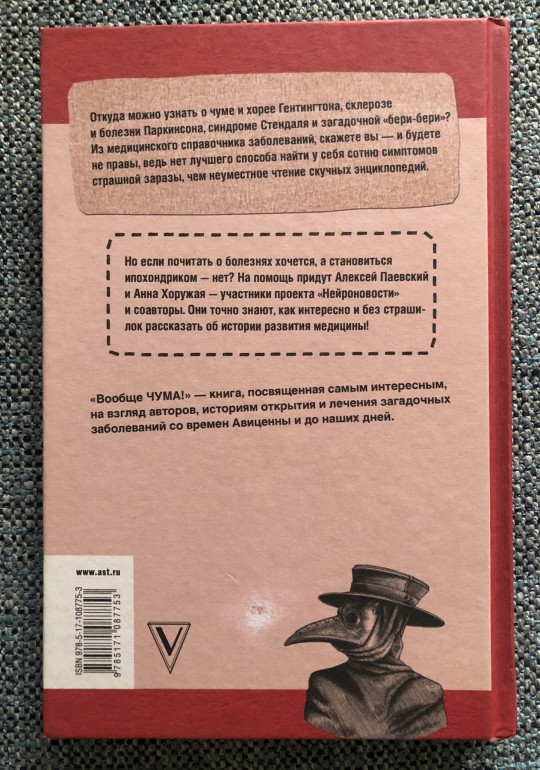 Откуда можно узнать о чуме и хорее Гентингтона, склерозе
и болезни Паркинсона, синдроме Стендаля и загадочной «бери-бери»?
Из медицинского справочника заболеваний, скажете вы — и будете
не правы, ведь нет лучшего способа найти у себя сотню симптомов
страшной заразы, чем неуместное чтение скучных энциклопедий.
Но если почитать о болезнях хочется, а становиться
ипохондриком — нет? На помощь придут Алексей Паевский
и Анна Хоружая — участники проекта «Нейроновости»
и соавторы. Они точно знают, как интересно и без страши-
лок рассказать об истории развития медицины!
«Вообще ЧУМА!» — книга, посвященная самым интересным,
на взгляд авторов, историям открытия и лечения загадочных
заболеваний со времен Авиценны и до наших дней.
www.ast.ru
ISBN 978-5-17-108775-3
9 785171 087753
V